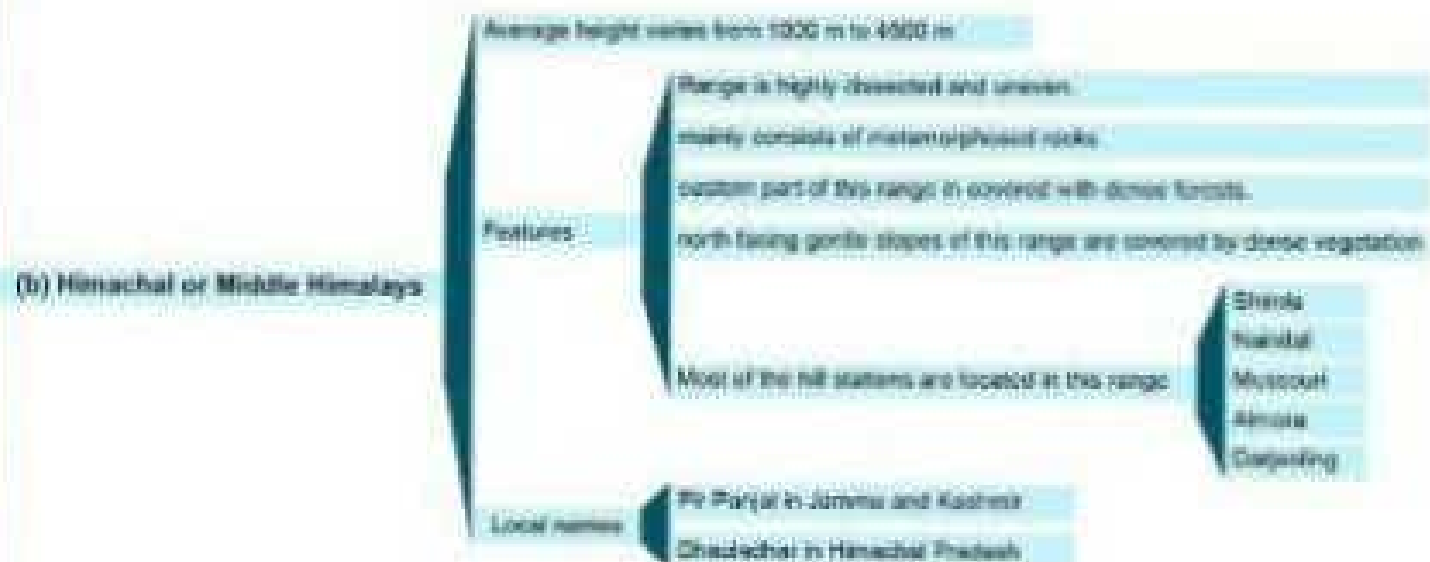 Average height varies from 1000 m to 4500 m
Range is highly dissected and uneven.
mainly consists of metamorphosed rocks
eastern part of this range in covered with dense forests.
Features
north facing gentle slopes of this range are covered by dense vegetation
(b) Himachal or Middle Himalays
Shimla
Nainital
Most of the hill stations are located in this range
Mussouri
Almora
Darjeeling
Pir Panjal in Jammu and Kashmir
Local names
Dhauladhar in Himachal Pradesh